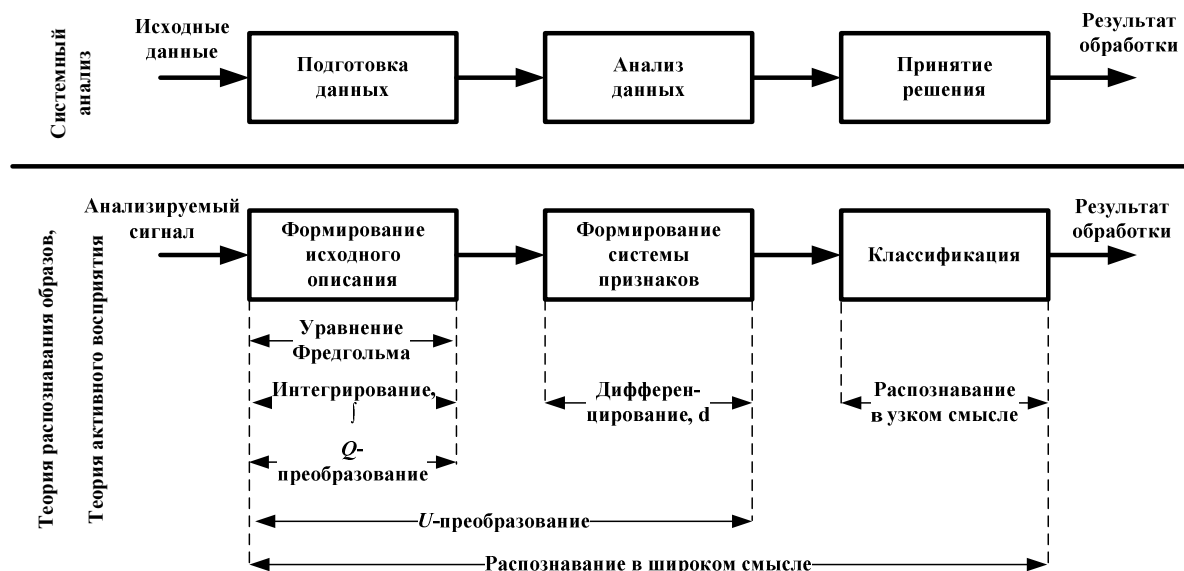 Системный
анализ
Исходные
данные
Подготовка
данных
Анализ
данных
Принятие
решения
Результат
обработки
Теория распознавания образов,
Теория активного восприятия
Анализируемый
сигнал
Формирование
исходного
описания
Формирование
системы
признаков
Классификация
Результат
обработки
Уравнение
Фредгольма
Интегрирование,
∫
Дифферен-
цирование, d
Распознавание
в узком смысле
Q-
преобразование
U-преобразование
Распознавание в широком смысле